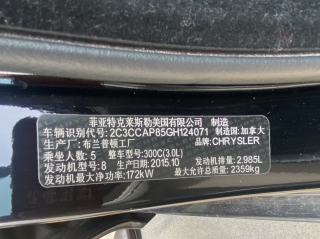 菲亚特克莱斯勒美国有限公司 制造
车辆识别代号: 2C3CCAP85GH124071 制造国: 加拿大
生产厂: 布兰普顿工厂 品牌: CHRYSLER
乘坐人数: 5 整车型号: 300C(3.0L)
发动机型号: 8 2015.10 发动机排量: 2.985L
发动机最大净功率: 172kW 最大允许总质量: 2359kg